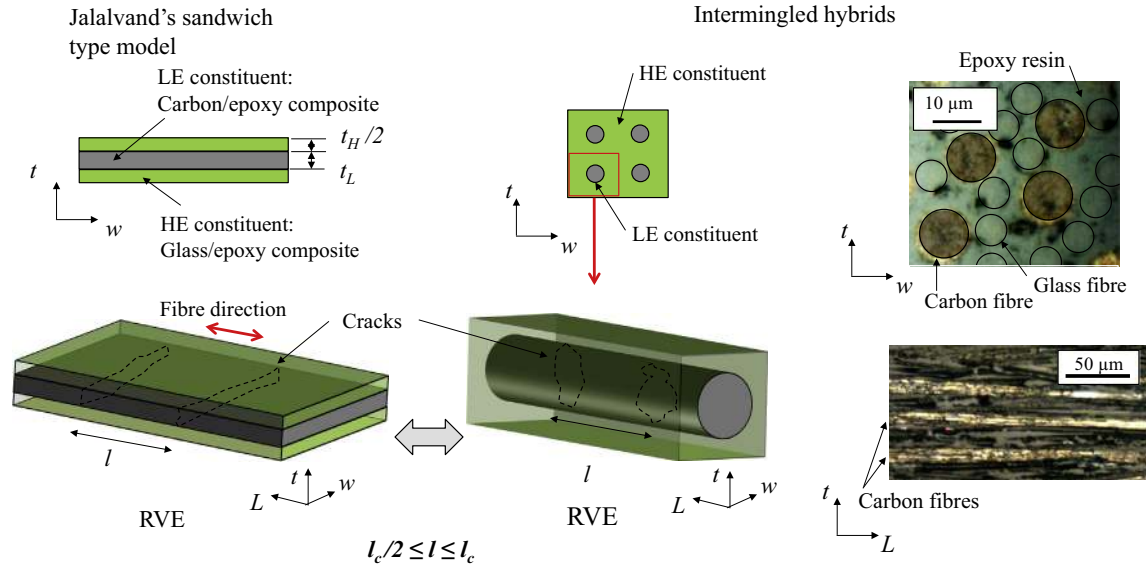 Jalalvand's sandwich
type model
LE constituent:
Carbon/epoxy composite
t_H/2
t_L
t
w
HE constituent:
Glass/epoxy composite
Fibre direction
Cracks
l
t
w
L
RVE
Intermingled hybrids
HE constituent
t
w
LE constituent
l
t
w
L
RVE
l_c/2 ≤ l ≤ l_c
Epoxy resin
10 µm
t
w
Glass fibre
Carbon fibre
50 µm
Carbon fibres
t
L